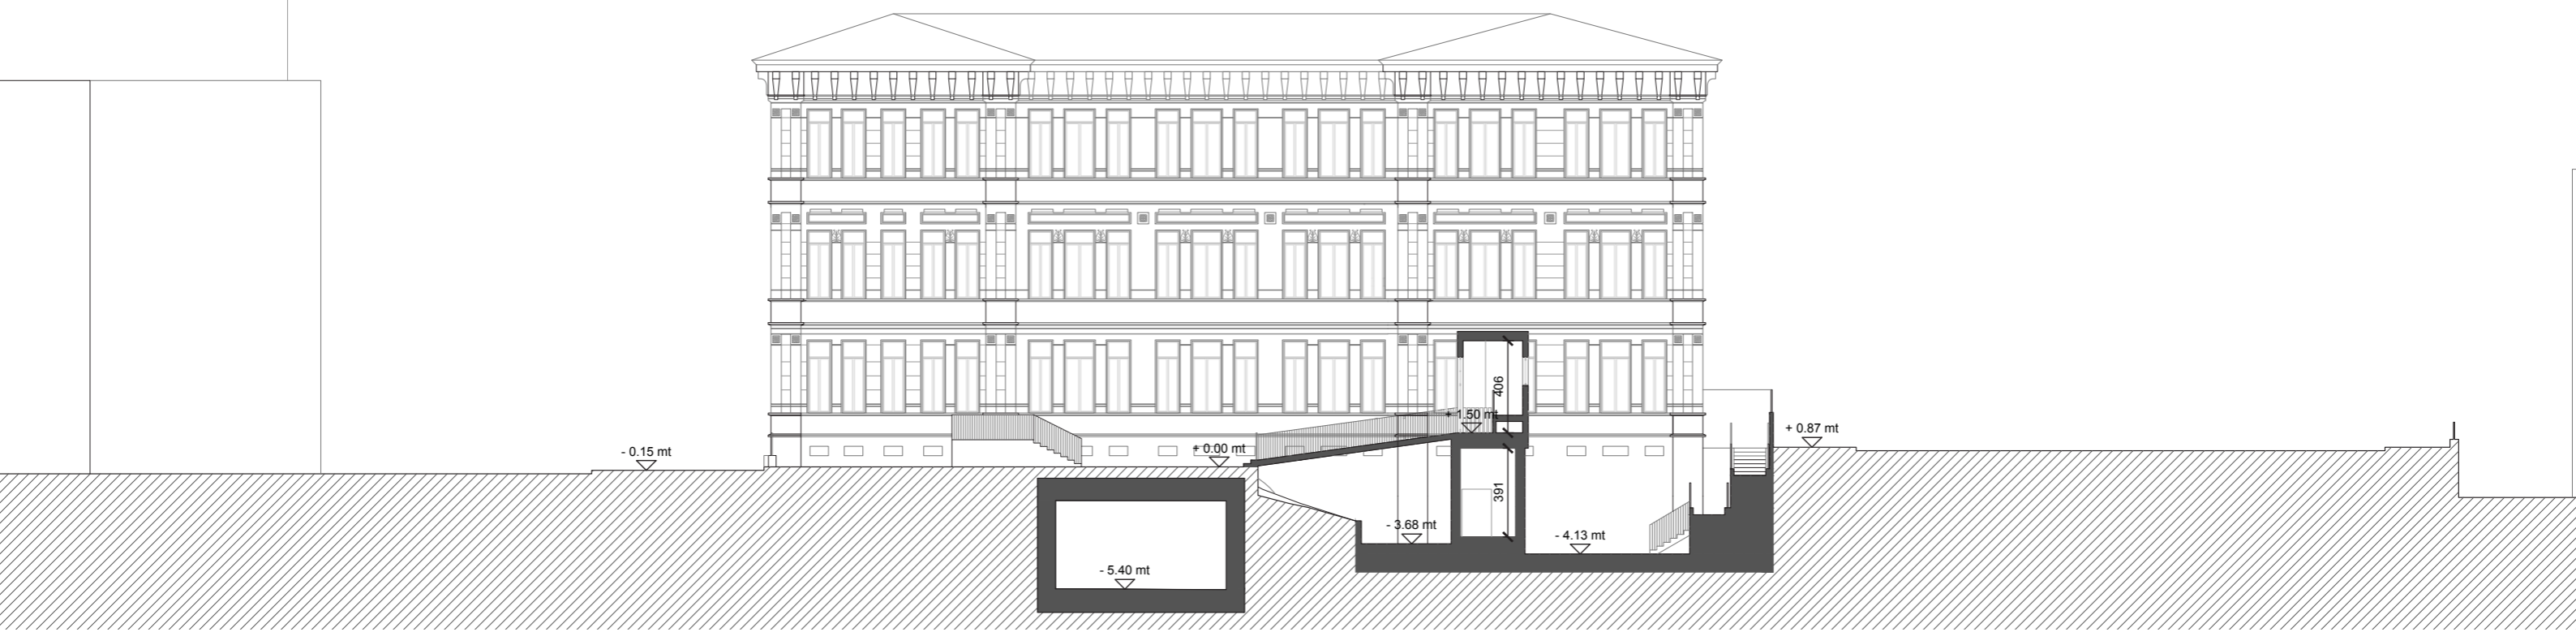 406
+ 1.50 mt
+ 0.87 mt
- 0.15 mt
+ 0.00 mt
391
- 3.68 mt
- 4.13 mt
- 5.40 mt